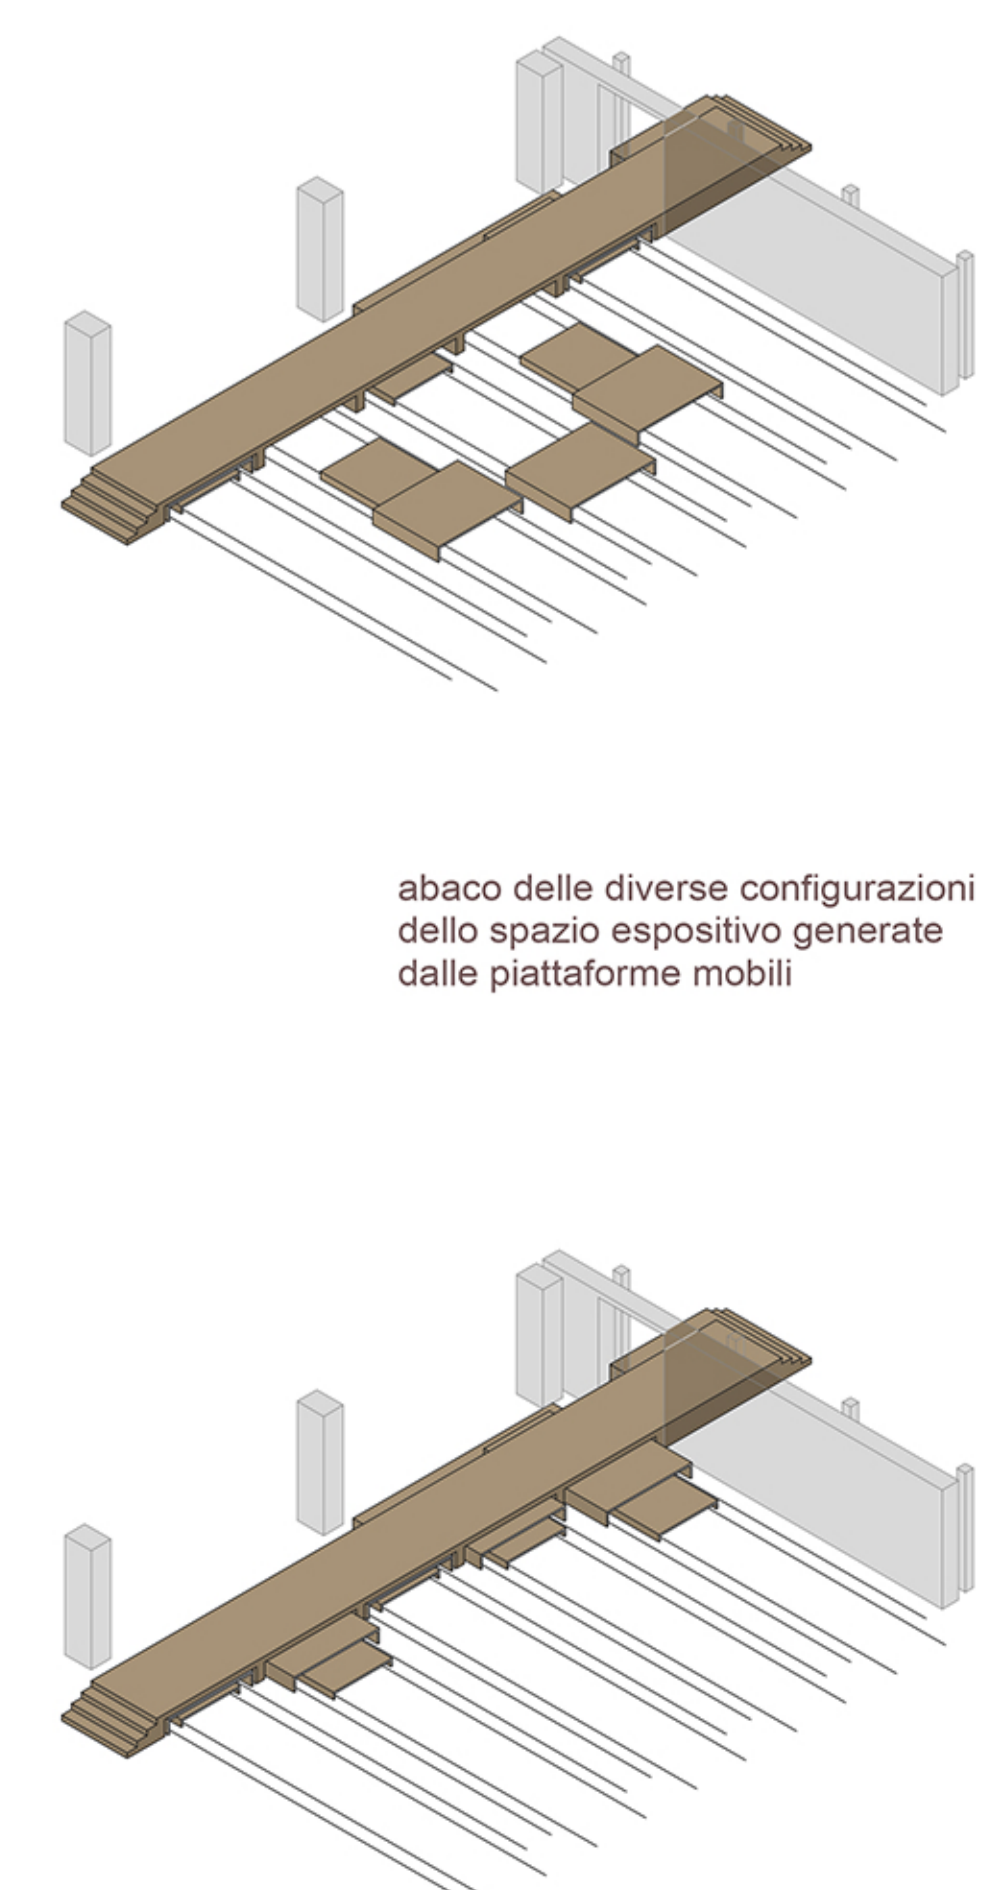 abaco delle diverse configurazioni
dello spazio espositivo generate
dalle piattaforme mobili